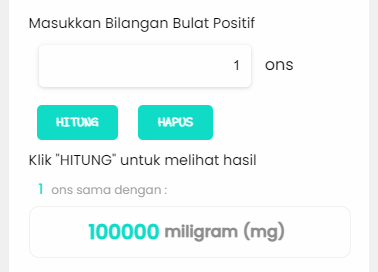 Masukkan Bilangan Bulat Positif
1 ons
HITUNG HAPUS
Klik "HITUNG" untuk melihat hasil
1 ons sama dengan :
100000 miligram (mg)